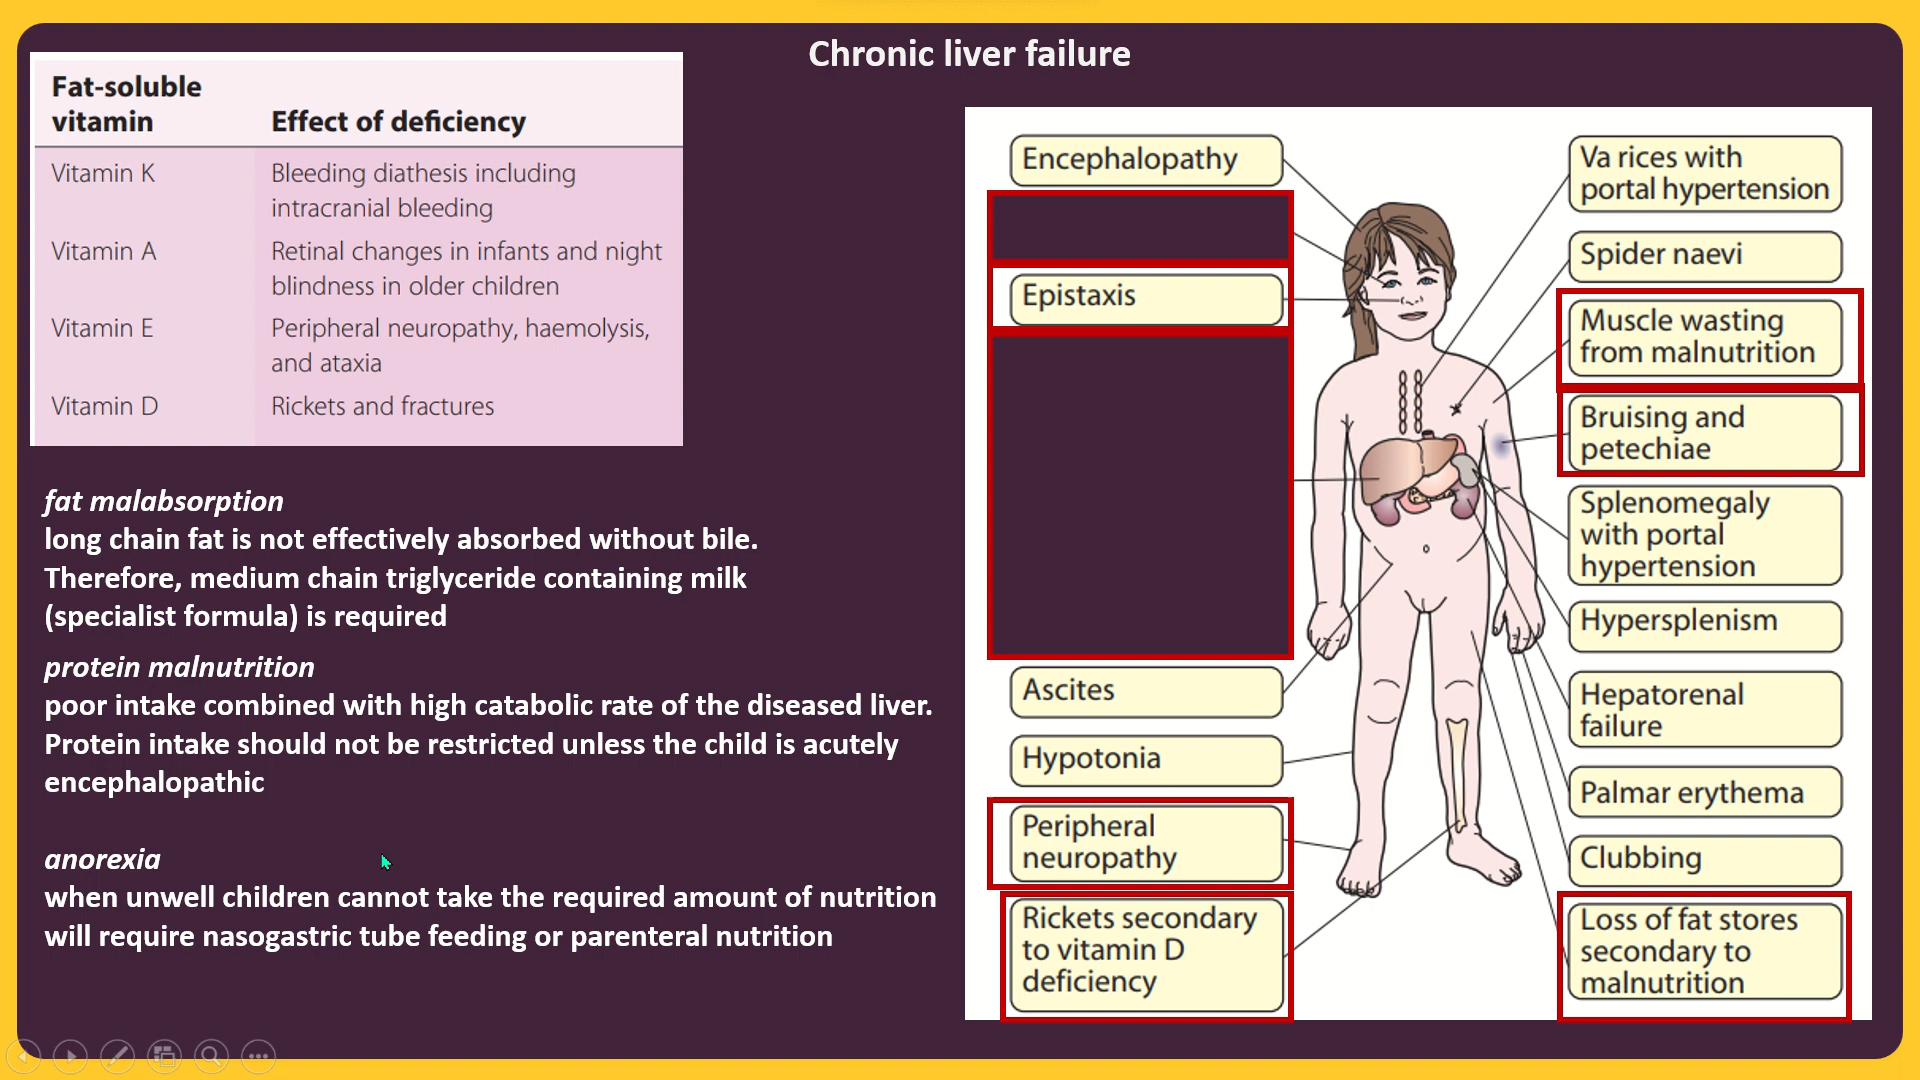 Chronic liver failure
Fat-soluble
vitamin
Effect of deficiency
Vitamin K
Bleeding diathesis including
intracranial bleeding
Vitamin A
Retinal changes in infants and night
blindness in older children
Vitamin E
Peripheral neuropathy, haemolysis,
and ataxia
Vitamin D
Rickets and fractures
fat malabsorption
long chain fat is not effectively absorbed without bile.
Therefore, medium chain triglyceride containing milk
(specialist formula) is required
protein malnutrition
poor intake combined with high catabolic rate of the diseased liver.
Protein intake should not be restricted unless the child is acutely
encephalopathic
anorexia
when unwell children cannot take the required amount of nutrition
will require nasogastric tube feeding or parenteral nutrition
Encephalopathy
Epistaxis
Ascites
Hypotonia
Peripheral
neuropathy
Rickets secondary
to vitamin D
deficiency
Va rices with
portal hypertension
Spider naevi
Muscle wasting
from malnutrition
Bruising and
petechiae
Splenomegaly
with portal
hypertension
Hypersplenism
Hepatorenal
failure
Palmar erythema
Clubbing
Loss of fat stores
secondary to
malnutrition